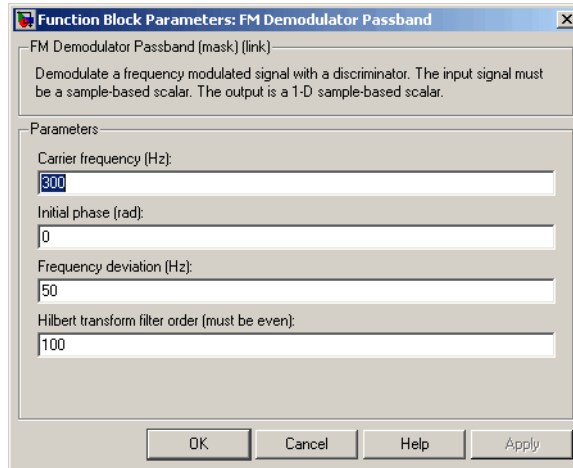 Function Block Parameters: FM Demodulator Passband
FM Demodulator Passband (mask) (link)
Demodulate a frequency modulated signal with a discriminator. The input signal must
be a sample-based scalar. The output is a 1-D sample-based scalar.
Parameters
Carrier frequency (Hz):
300
Initial phase (rad):
0
Frequency deviation (Hz):
50
Hilbert transform filter order (must be even):
100
OK Cancel Help Apply